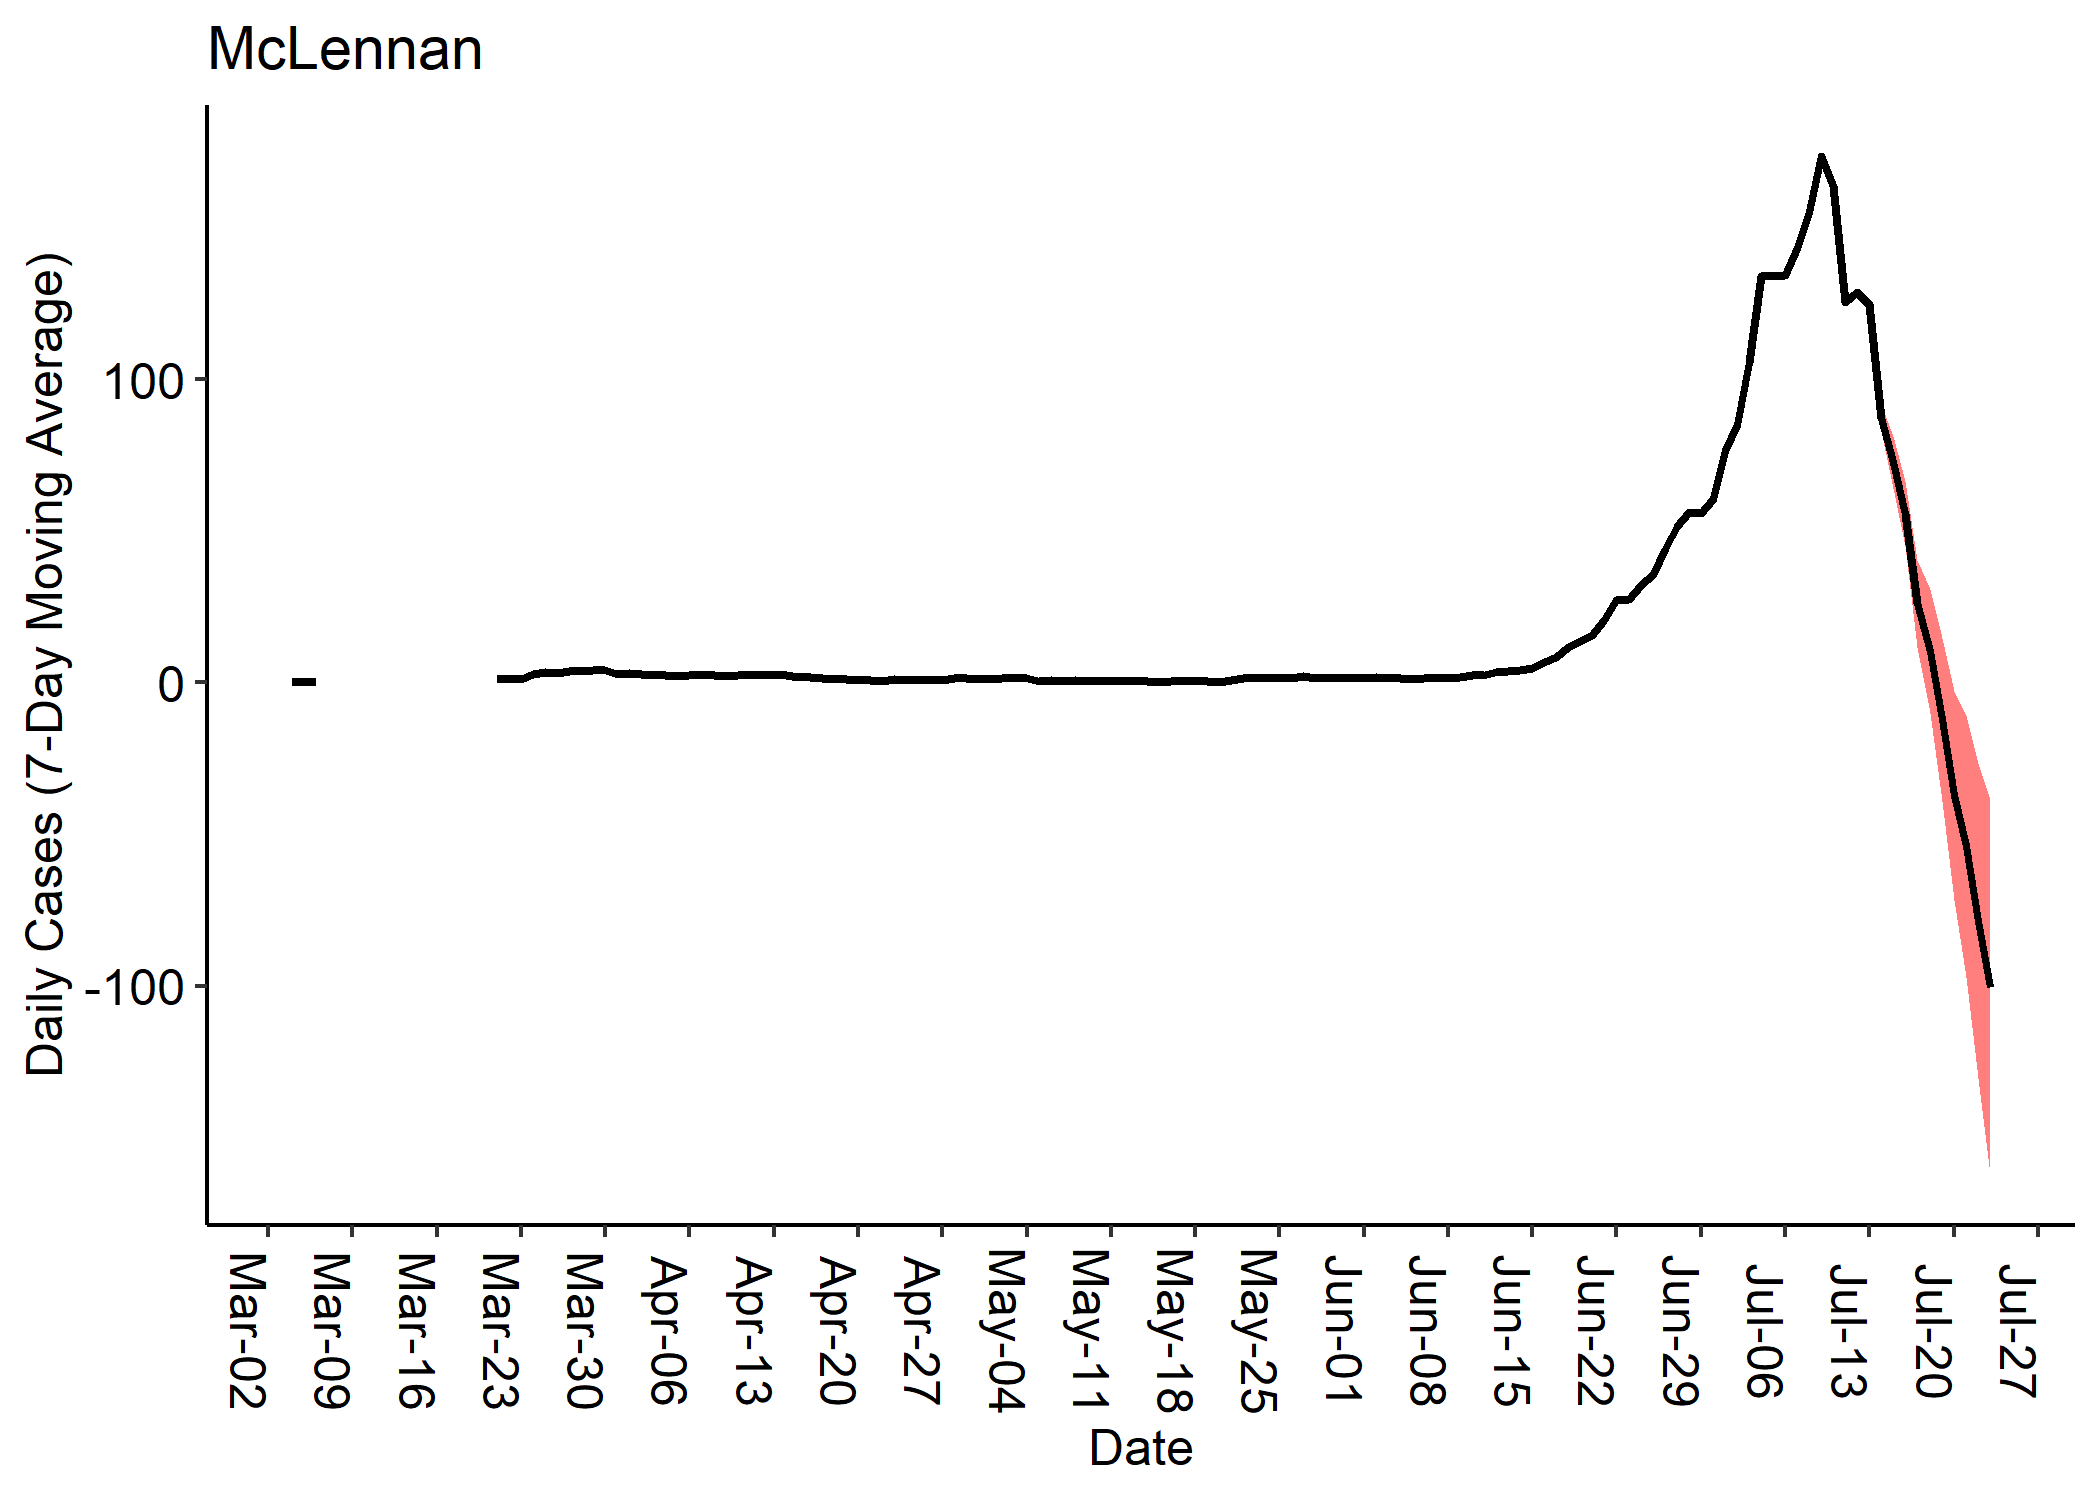 McLennan
Daily Cases (7-Day Moving Average)
100
0
-100
Mar-02
Mar-09
Mar-16
Mar-23
Mar-30
Apr-06
Apr-13
Apr-20
Apr-27
May-04
May-11
May-18
May-25
Jun-01
Jun-08
Jun-15
Jun-22
Jun-29
Jul-06
Jul-13
Jul-20
Jul-27
Date